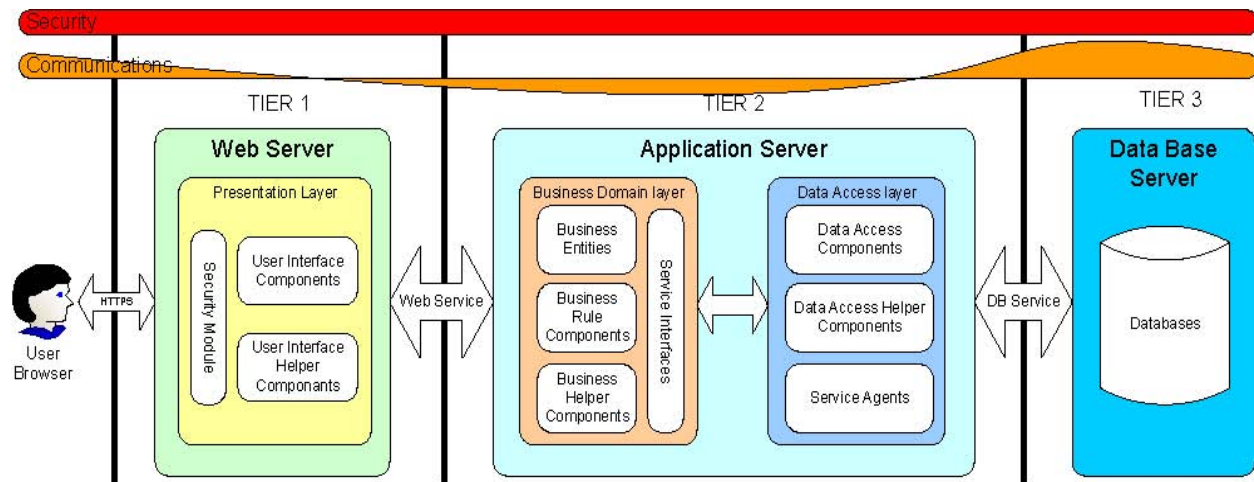 Security
Communications
TIER 1
TIER 2
TIER 3
Web Server
Presentation Layer
Security Module
User Interface
Components
User Interface
Helper
Componants
User
Browser
HTTPS
Web Service
Application Server
Business Domain layer
Business
Entities
Business
Rule
Components
Business
Helper
Components
Service Interfaces
Data Access layer
Data Access
Components
Data Access Helper
Components
Service Agents
DB Service
Data Base
Server
Databases